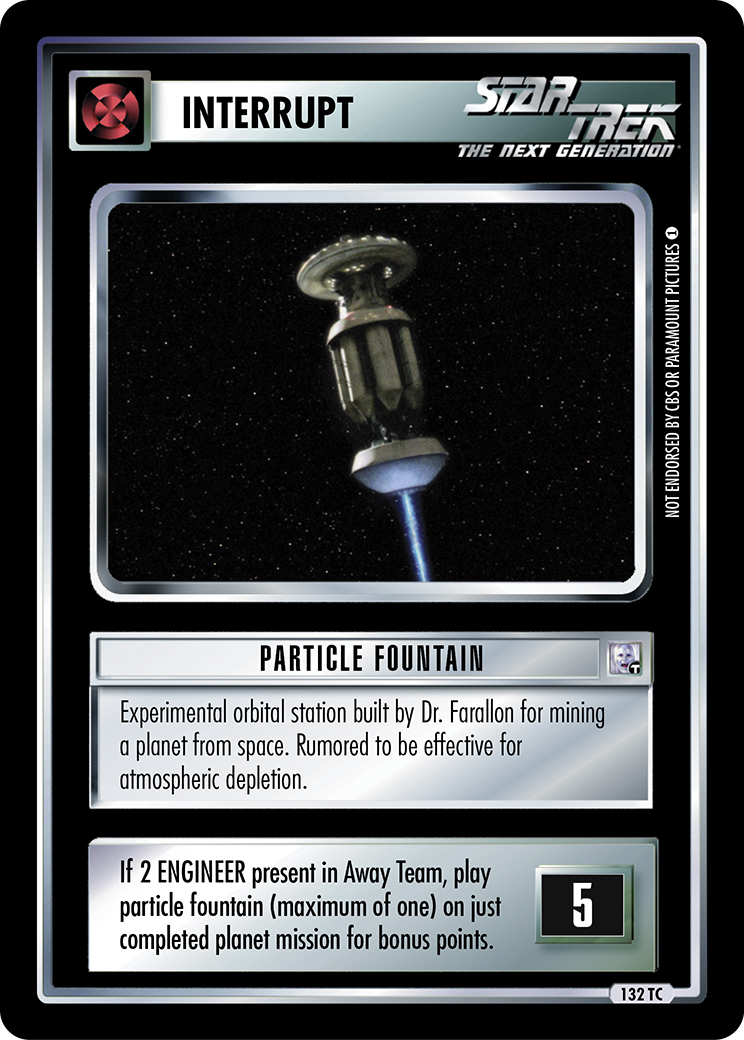 INTERRUPT
STAR TREK
THE NEXT GENERATION®
NOT ENDORSED BY CBS OR PARAMOUNT PICTURES 1
PARTICLE FOUNTAIN
T
Experimental orbital station built by Dr. Farallon for mining
a planet from space. Rumored to be effective for
atmospheric depletion.
If 2 ENGINEER present in Away Team, play
particle fountain (maximum of one) on just
completed planet mission for bonus points.
5
132 TC